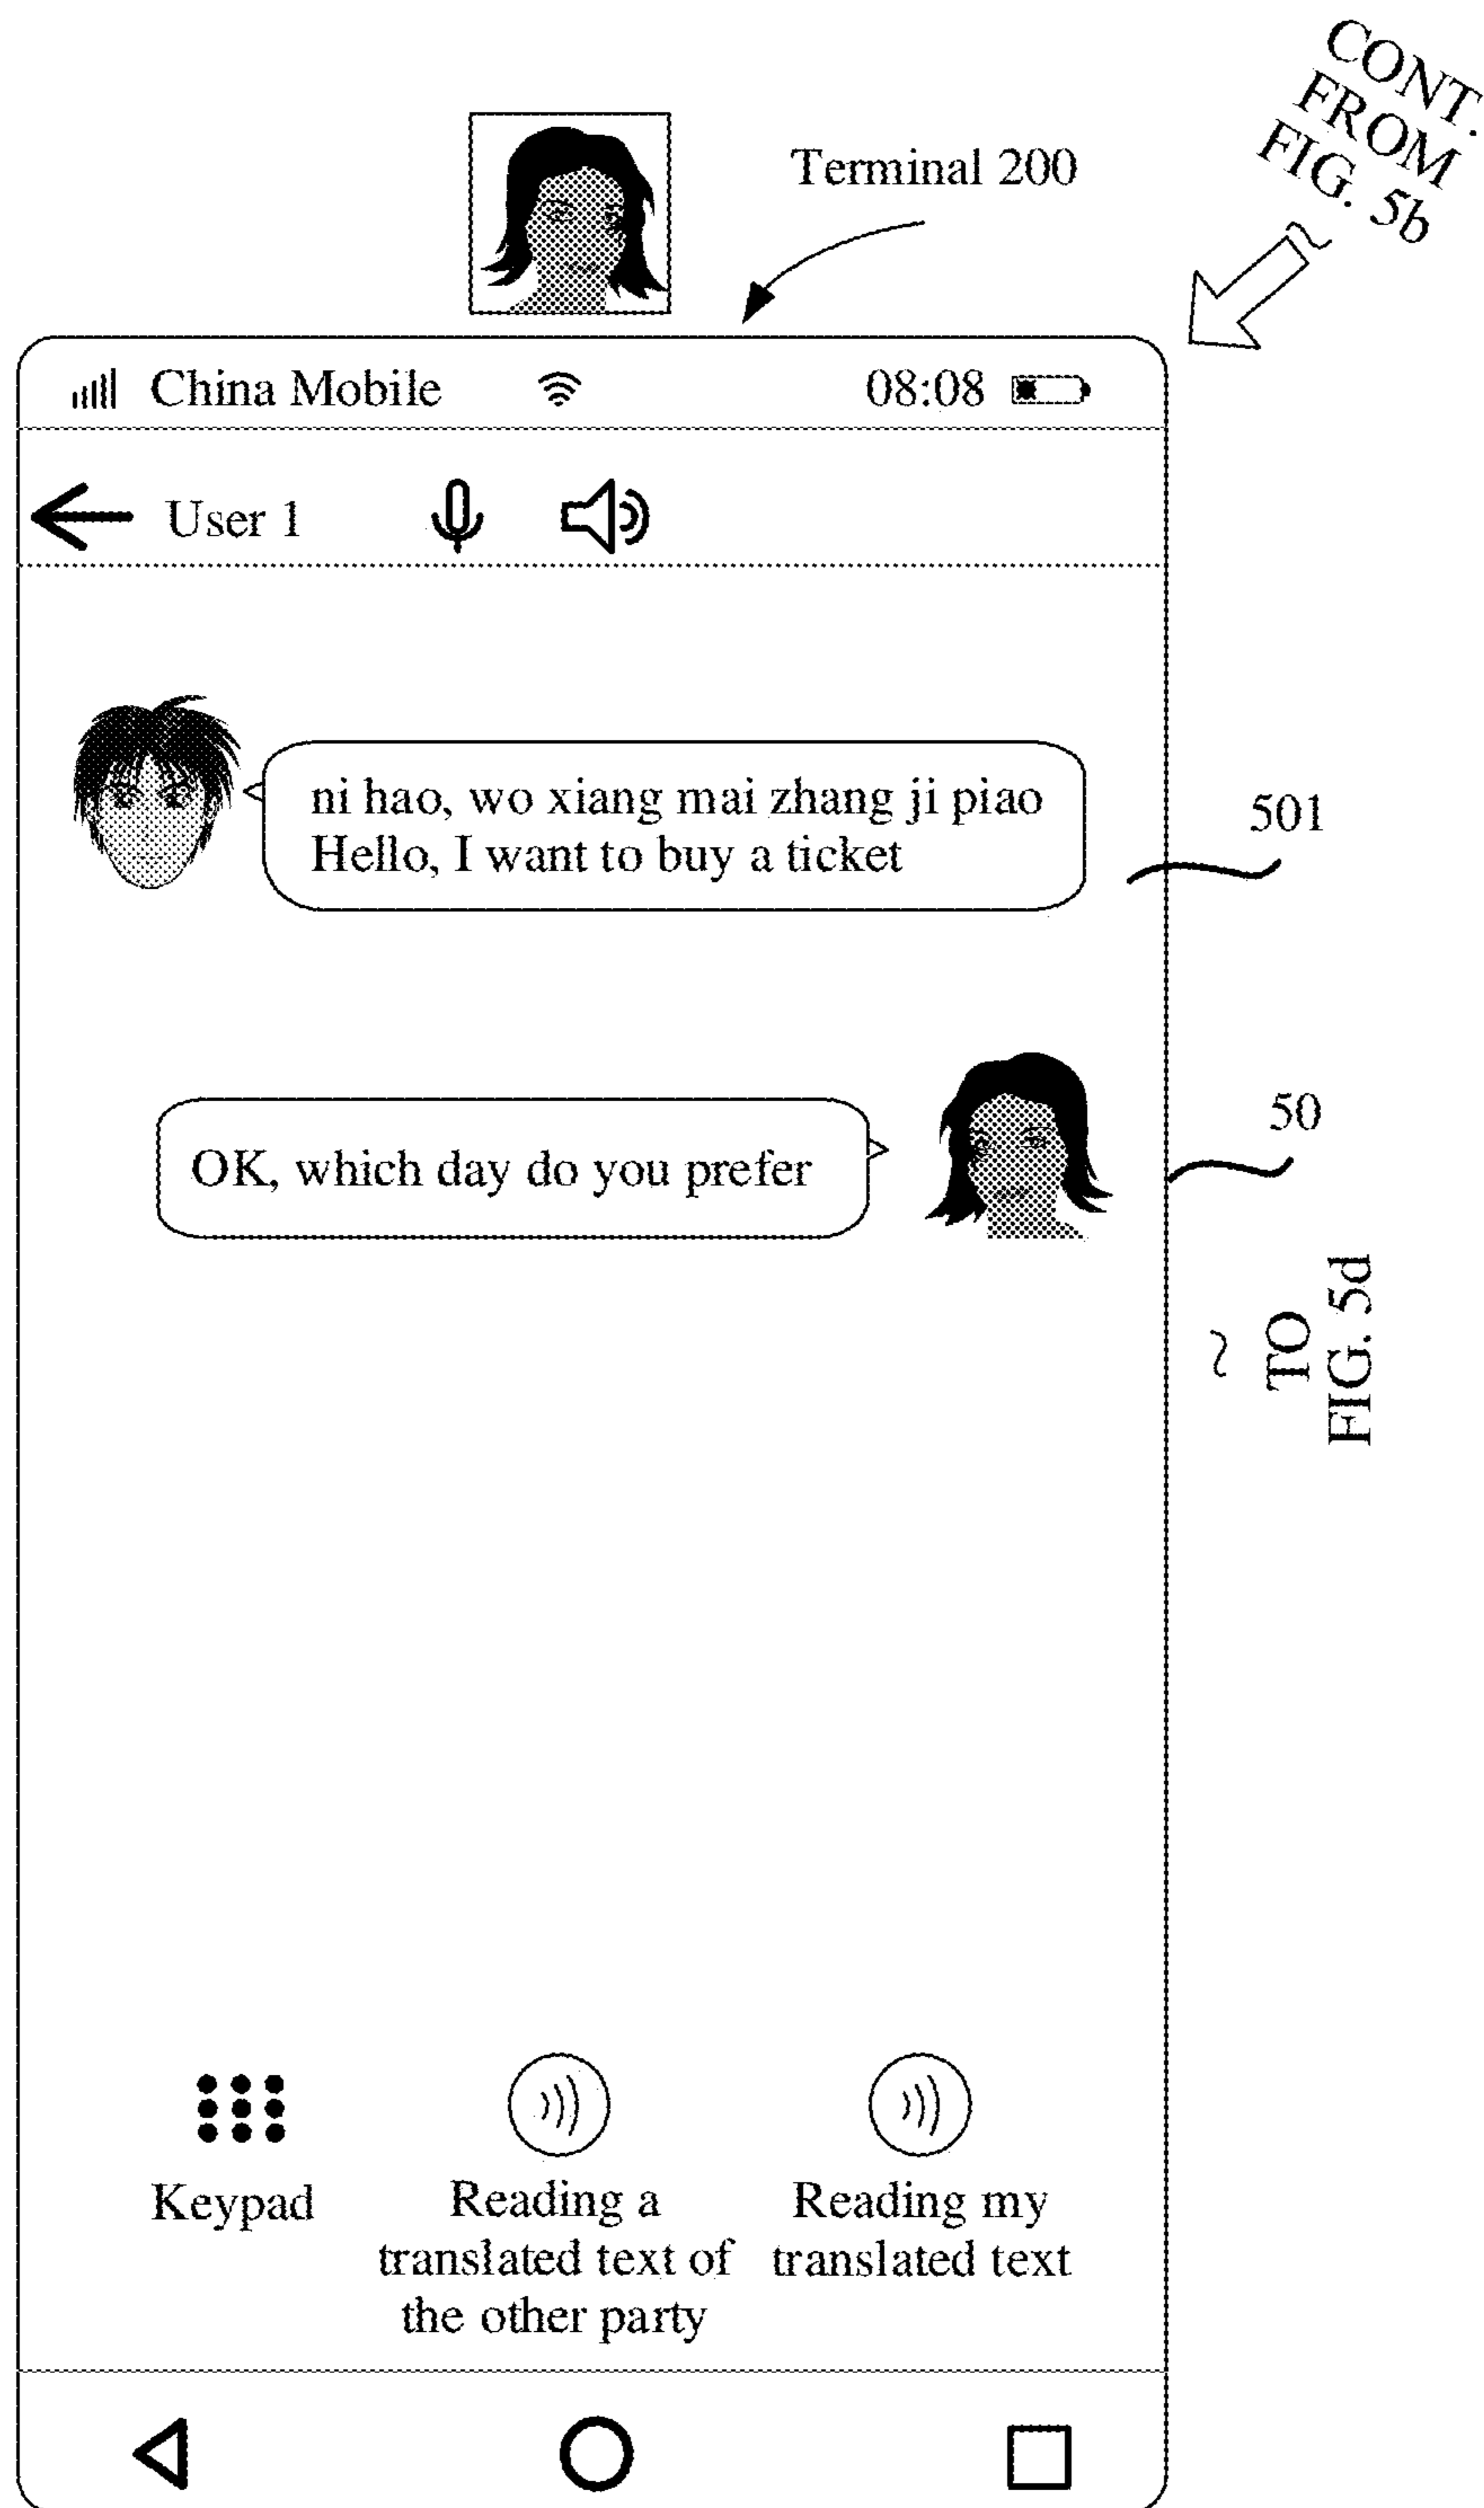 CONT.
FROM
FIG. 5b
Terminal 200
China Mobile
08:08
User 1
ni hao, wo xiang mai zhang ji piao
Hello, I want to buy a ticket
501
OK, which day do you prefer
50
TO
FIG. 5d
Keypad
Reading a
translated text of
the other party
Reading my
translated text